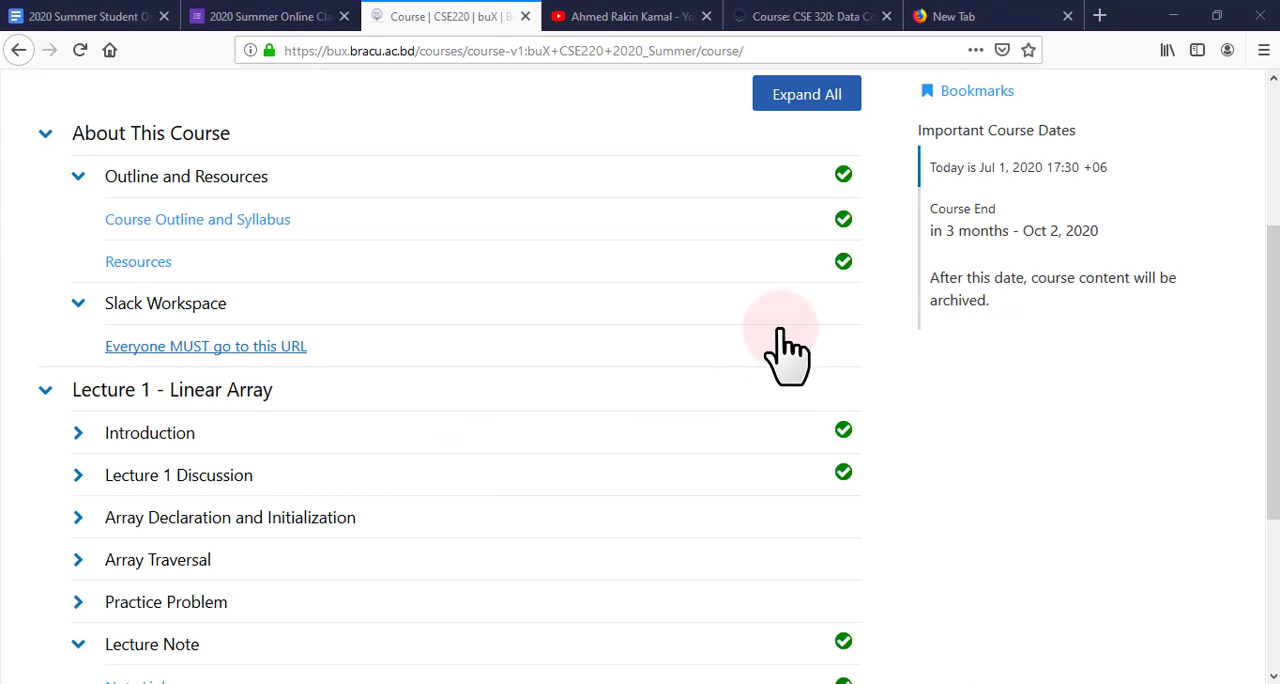 2020 Summer Student O
2020 Summer Online Cla
Course | CSE220 | buX | B
Ahmed Rakin Kamal - Yo
Course: CSE 320: Data Co
New Tab
https://bux.bracu.ac.bd/courses/course-v1:buX+CSE220+2020_Summer/course/
Expand All
Bookmarks
About This Course
Important Course Dates
Today is Jul 1, 2020 17:30 +06
Outline and Resources
Course End
Course Outline and Syllabus
in 3 months - Oct 2, 2020
Resources
After this date, course content will be
archived.
Slack Workspace
Everyone MUST go to this URL
Lecture 1 - Linear Array
Introduction
Lecture 1 Discussion
Array Declaration and Initialization
Array Traversal
Practice Problem
Lecture Note